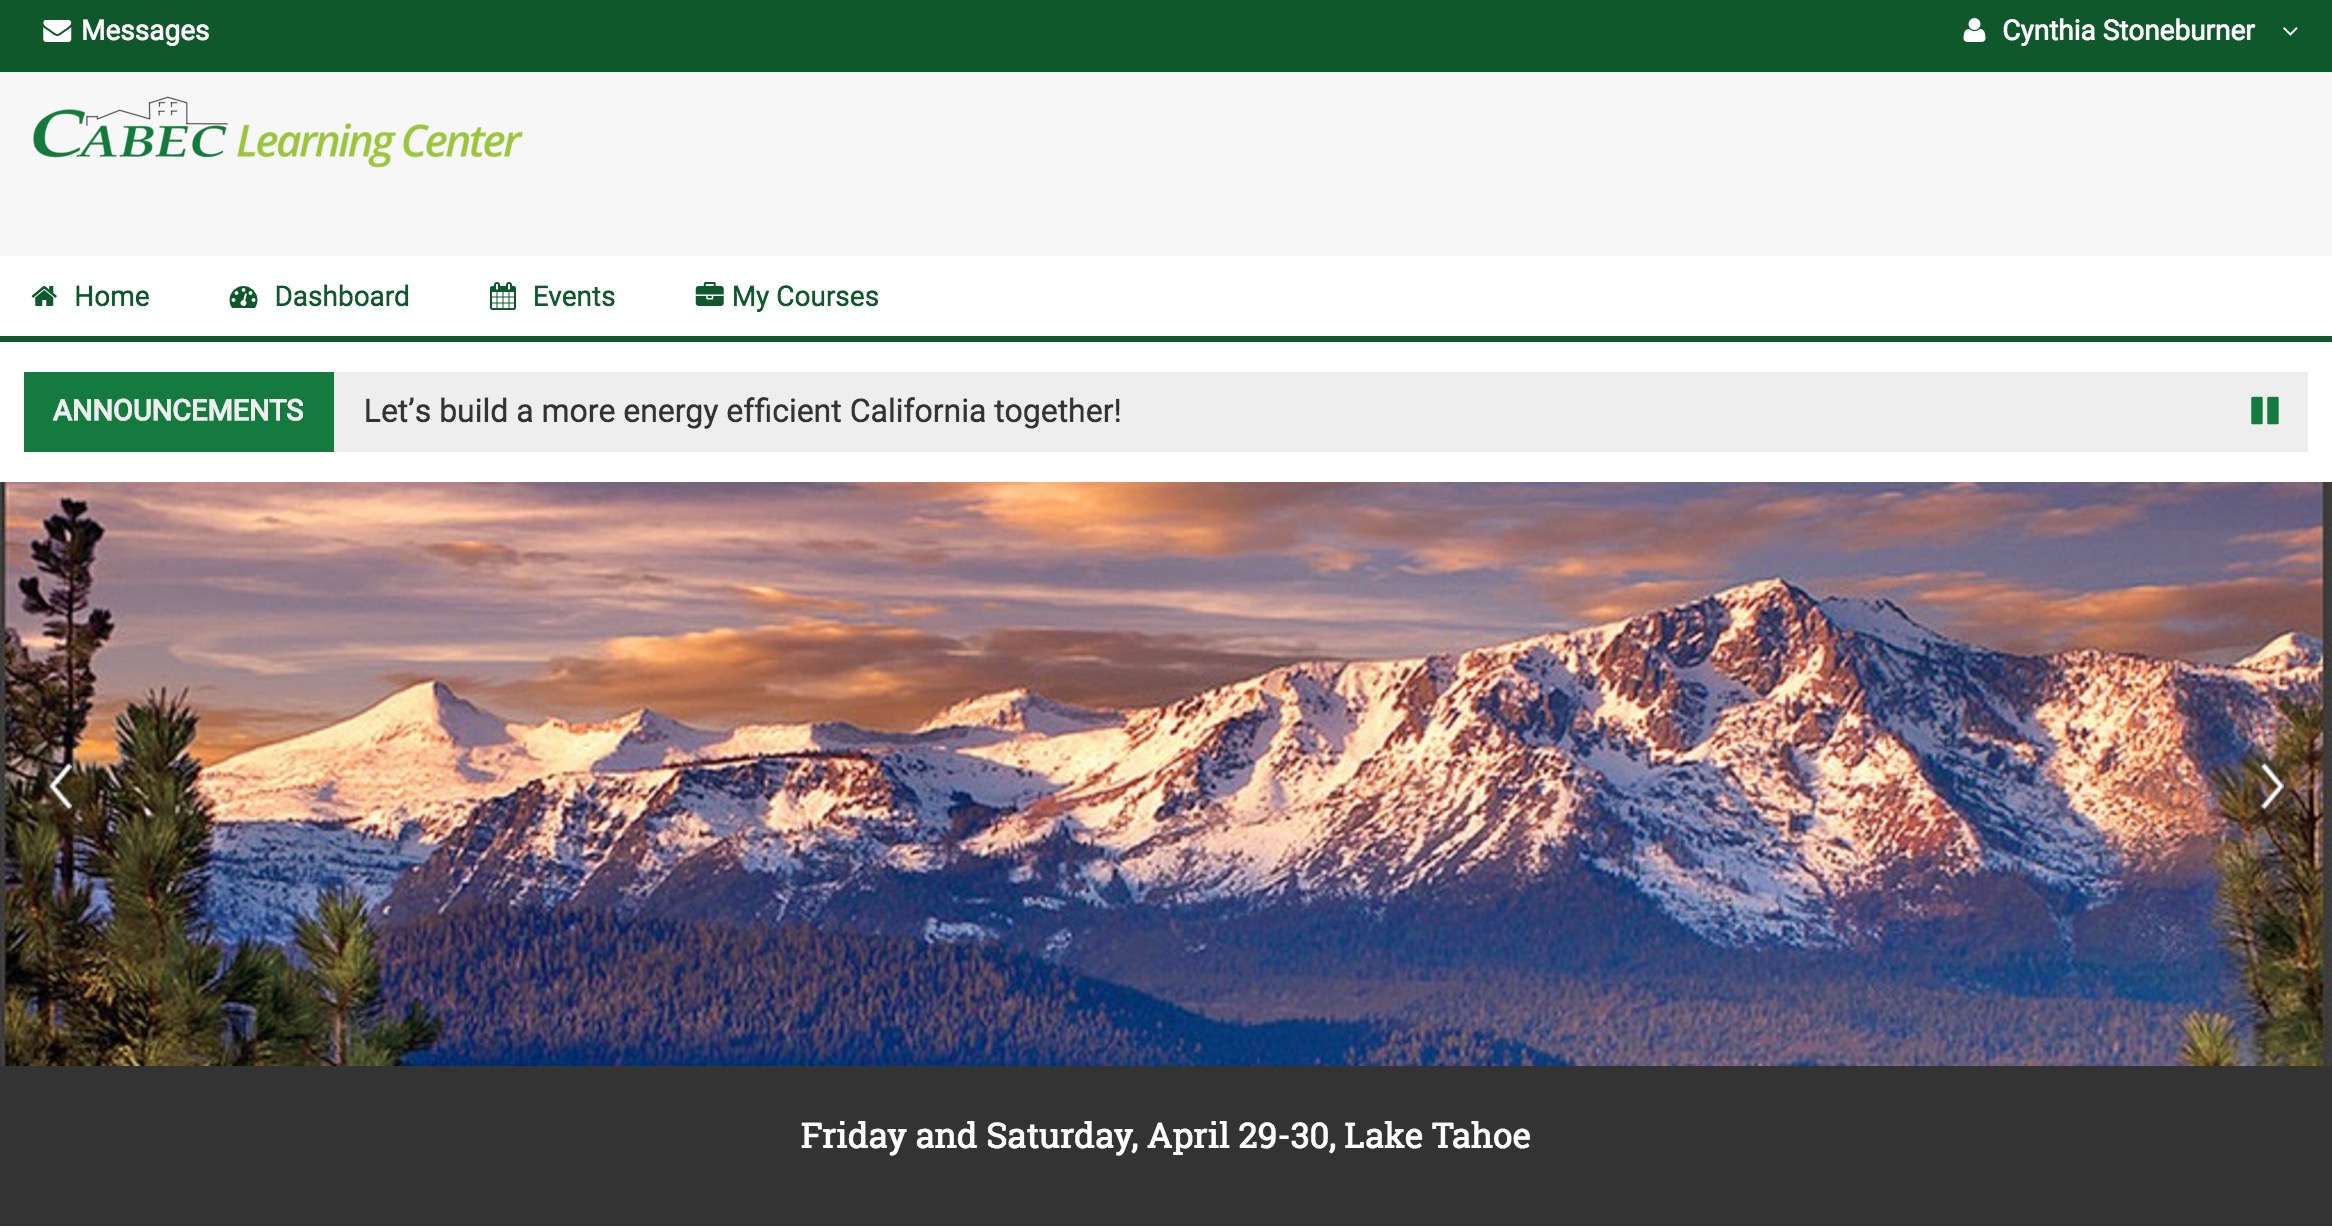 Messages
Cynthia Stoneburner
CABEC Learning Center
Home
Dashboard
Events
My Courses
ANNOUNCEMENTS
Let’s build a more energy efficient California together!
Friday and Saturday, April 29-30, Lake Tahoe